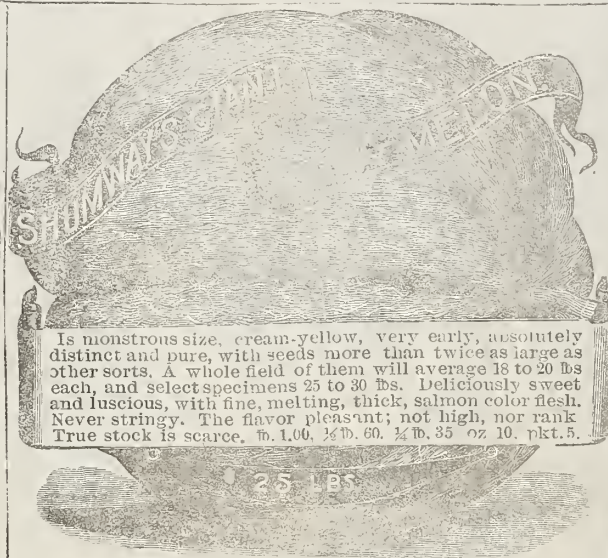 SHUMWAY'S GIANT MELON
Is monstrous size, cream-yellow, very early, absolutely
distinct and pure, with seeds more than twice as large as
other sorts. A whole field of them will average 18 to 20 lbs
each, and select specimens 25 to 30 lbs. Deliciously sweet
and luscious, with fine, melting, thick, salmon color flesh.
Never stringy. The flavor pleasant; not high, nor rank
True stock is scarce. lb. 1.00, ½ lb. 60. ¼ lb. 35 oz 10. pkt. 5.
25 LBS